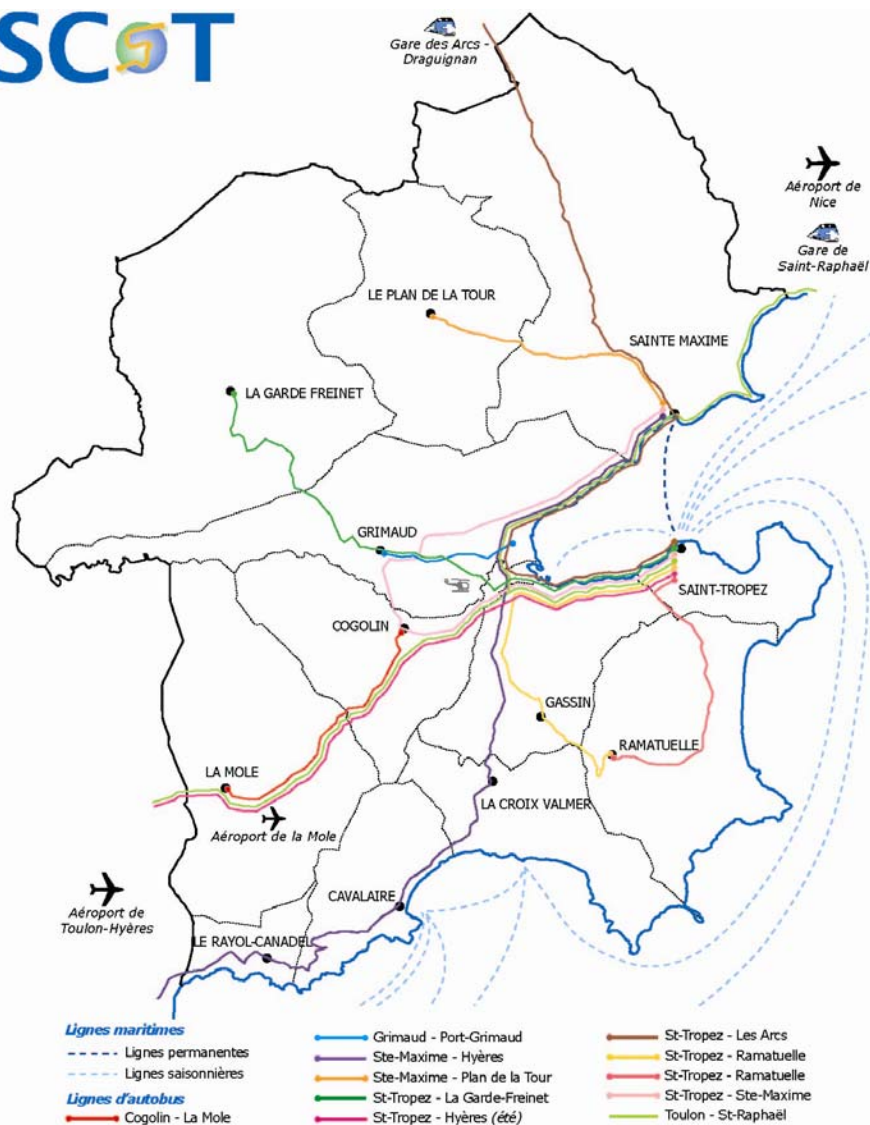 SCOT
Gare des Arcs -
Draguignan
Aéroport de
Nice
Gare de
Saint-Raphaël
LE PLAN DE LA TOUR
SAINTE MAXIME
LA GARDE FREINET
GRIMAUD
SAINT-TROPEZ
COGOLIN
GASSIN
RAMATUELLE
LA MOLE
LA CROIX VALMER
Aéroport de la Mole
CAVALAIRE
Aéroport de
Toulon-Hyères
LE RAYOL-CANADEL
Lignes maritimes
Lignes permanentes
Lignes saisonnières
Lignes d'autobus
Cogolin - La Mole
Grimaud - Port-Grimaud
Ste-Maxime - Hyères
Ste-Maxime - Plan de la Tour
St-Tropez - La Garde-Freinet
St-Tropez - Hyères (été)
St-Tropez - Les Arcs
St-Tropez - Ramatuelle
St-Tropez - Ramatuelle
St-Tropez - Ste-Maxime
Toulon - St-Raphaël